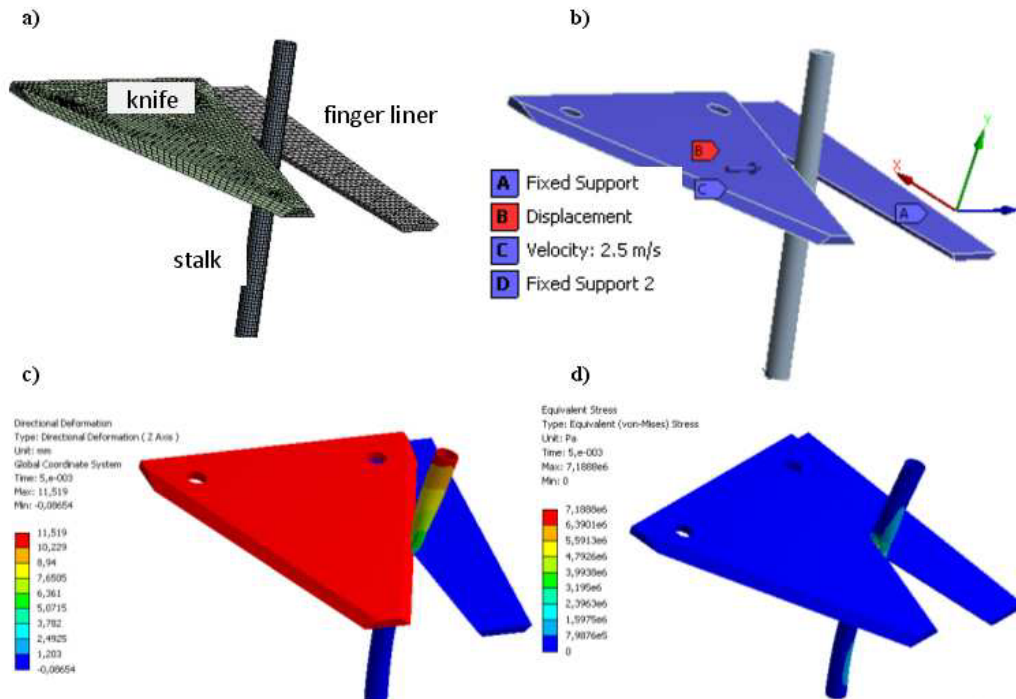 a)
knife
finger liner
stalk
b)
B
C
A
X
Y
A Fixed Support
B Displacement
C Velocity: 2.5 m/s
D Fixed Support 2
c)
Directional Deformation
Type: Directional Deformation ( Z Axis )
Unit: mm
Global Coordinate System
Time: 5,e-003
Max: 11,519
Min: -0,08654
11,519
10,229
8,94
7,6505
6,361
5,0715
3,782
2,4925
1,203
-0,08654
d)
Equivalent Stress
Type: Equivalent (von-Mises) Stress
Unit: Pa
Time: 5,e-003
Max: 7,1888e6
Min: 0
7,1888e6
6,3901e6
5,5913e6
4,7926e6
3,9938e6
3,195e6
2,3963e6
1,5975e6
7,9876e5
0